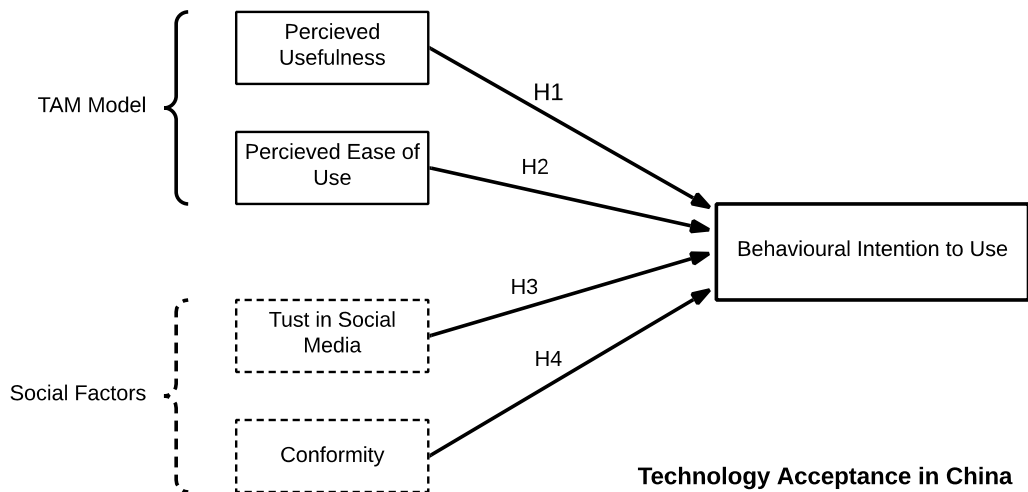 Percieved
Usefulness
TAM Model
H1
Percieved Ease of
Use
H2
Behavioural Intention to Use
H3
Tust in Social
Media
H4
Social Factors
Conformity
Technology Acceptance in China